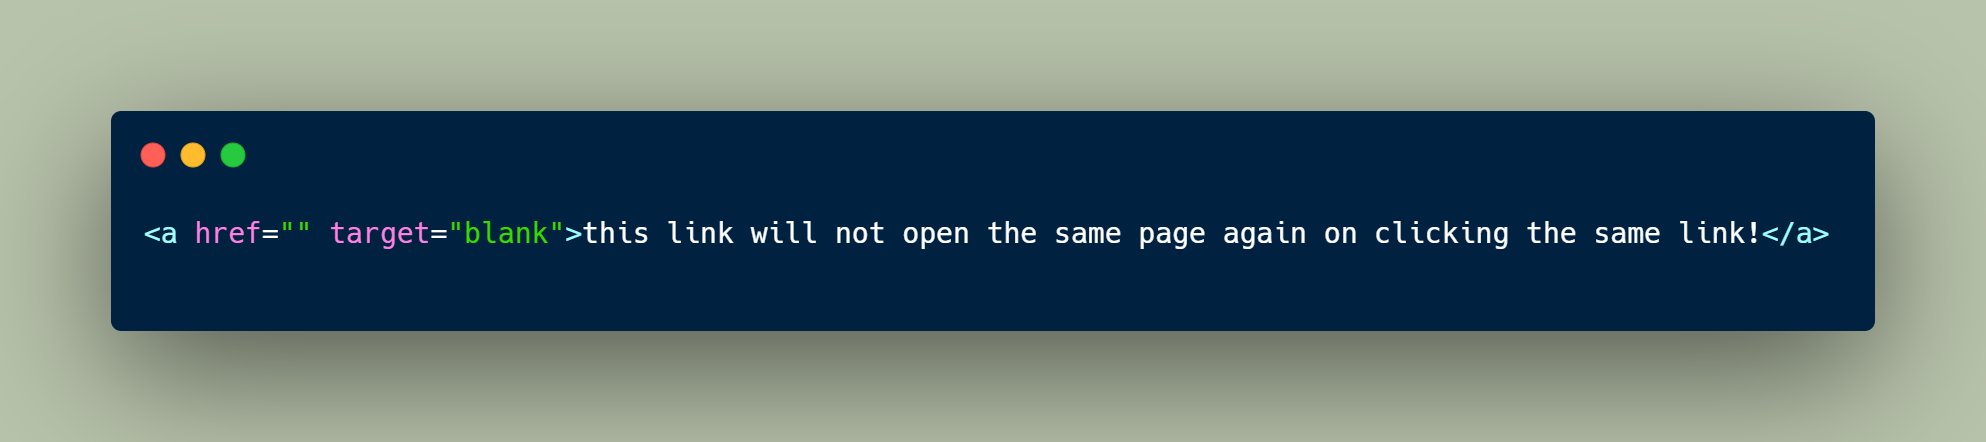 <a href="" target="blank">this link will not open the same page again on clicking the same link!</a>